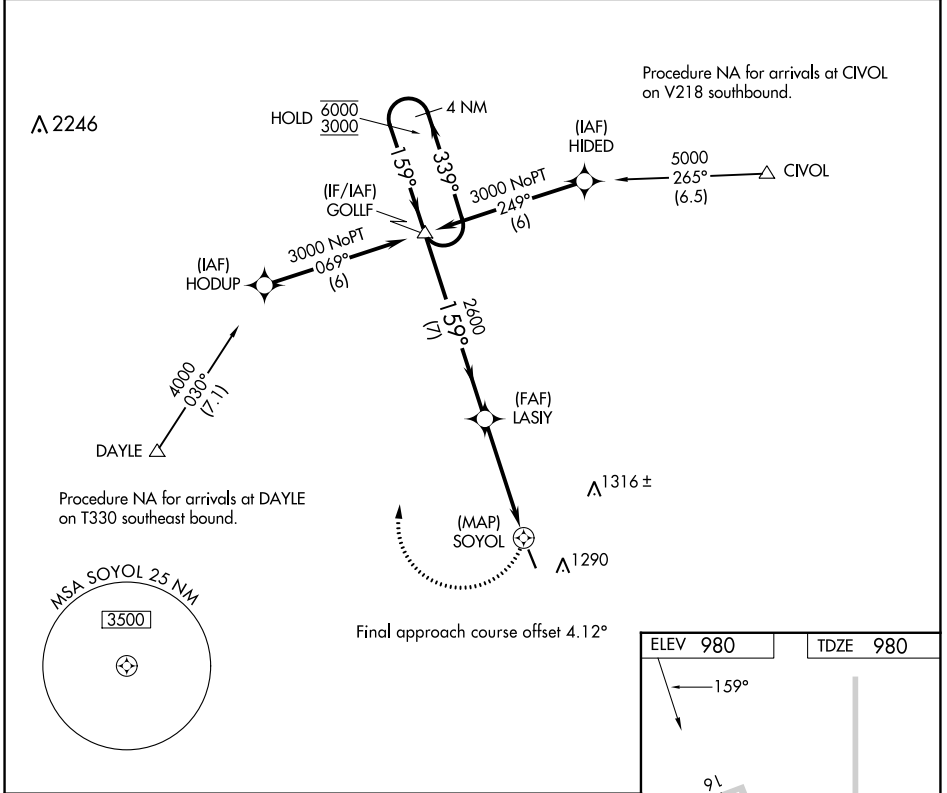 Procedure NA for arrivals at CIVOL
on V218 southbound.
2246
HOLD 6000
3000
4 NM
(IAF)
HIDED
5000
265°
(6.5)
CIVOL
159°
339°
3000 NoPT
249°
(6)
(IF/IAF)
GOLLF
3000 NoPT
069°
(6)
(IAF)
HODUP
2600
159°
(7)
4000
030°
(7.1)
DAYLE
(FAF)
LASIY
Procedure NA for arrivals at DAYLE
on T330 southeast bound.
1316 ±
(MAP)
SOYOL
1290
MSA SOYOL 25 NM
3500
Final approach course offset 4.12°
ELEV 980
TDZE 980
159°
16